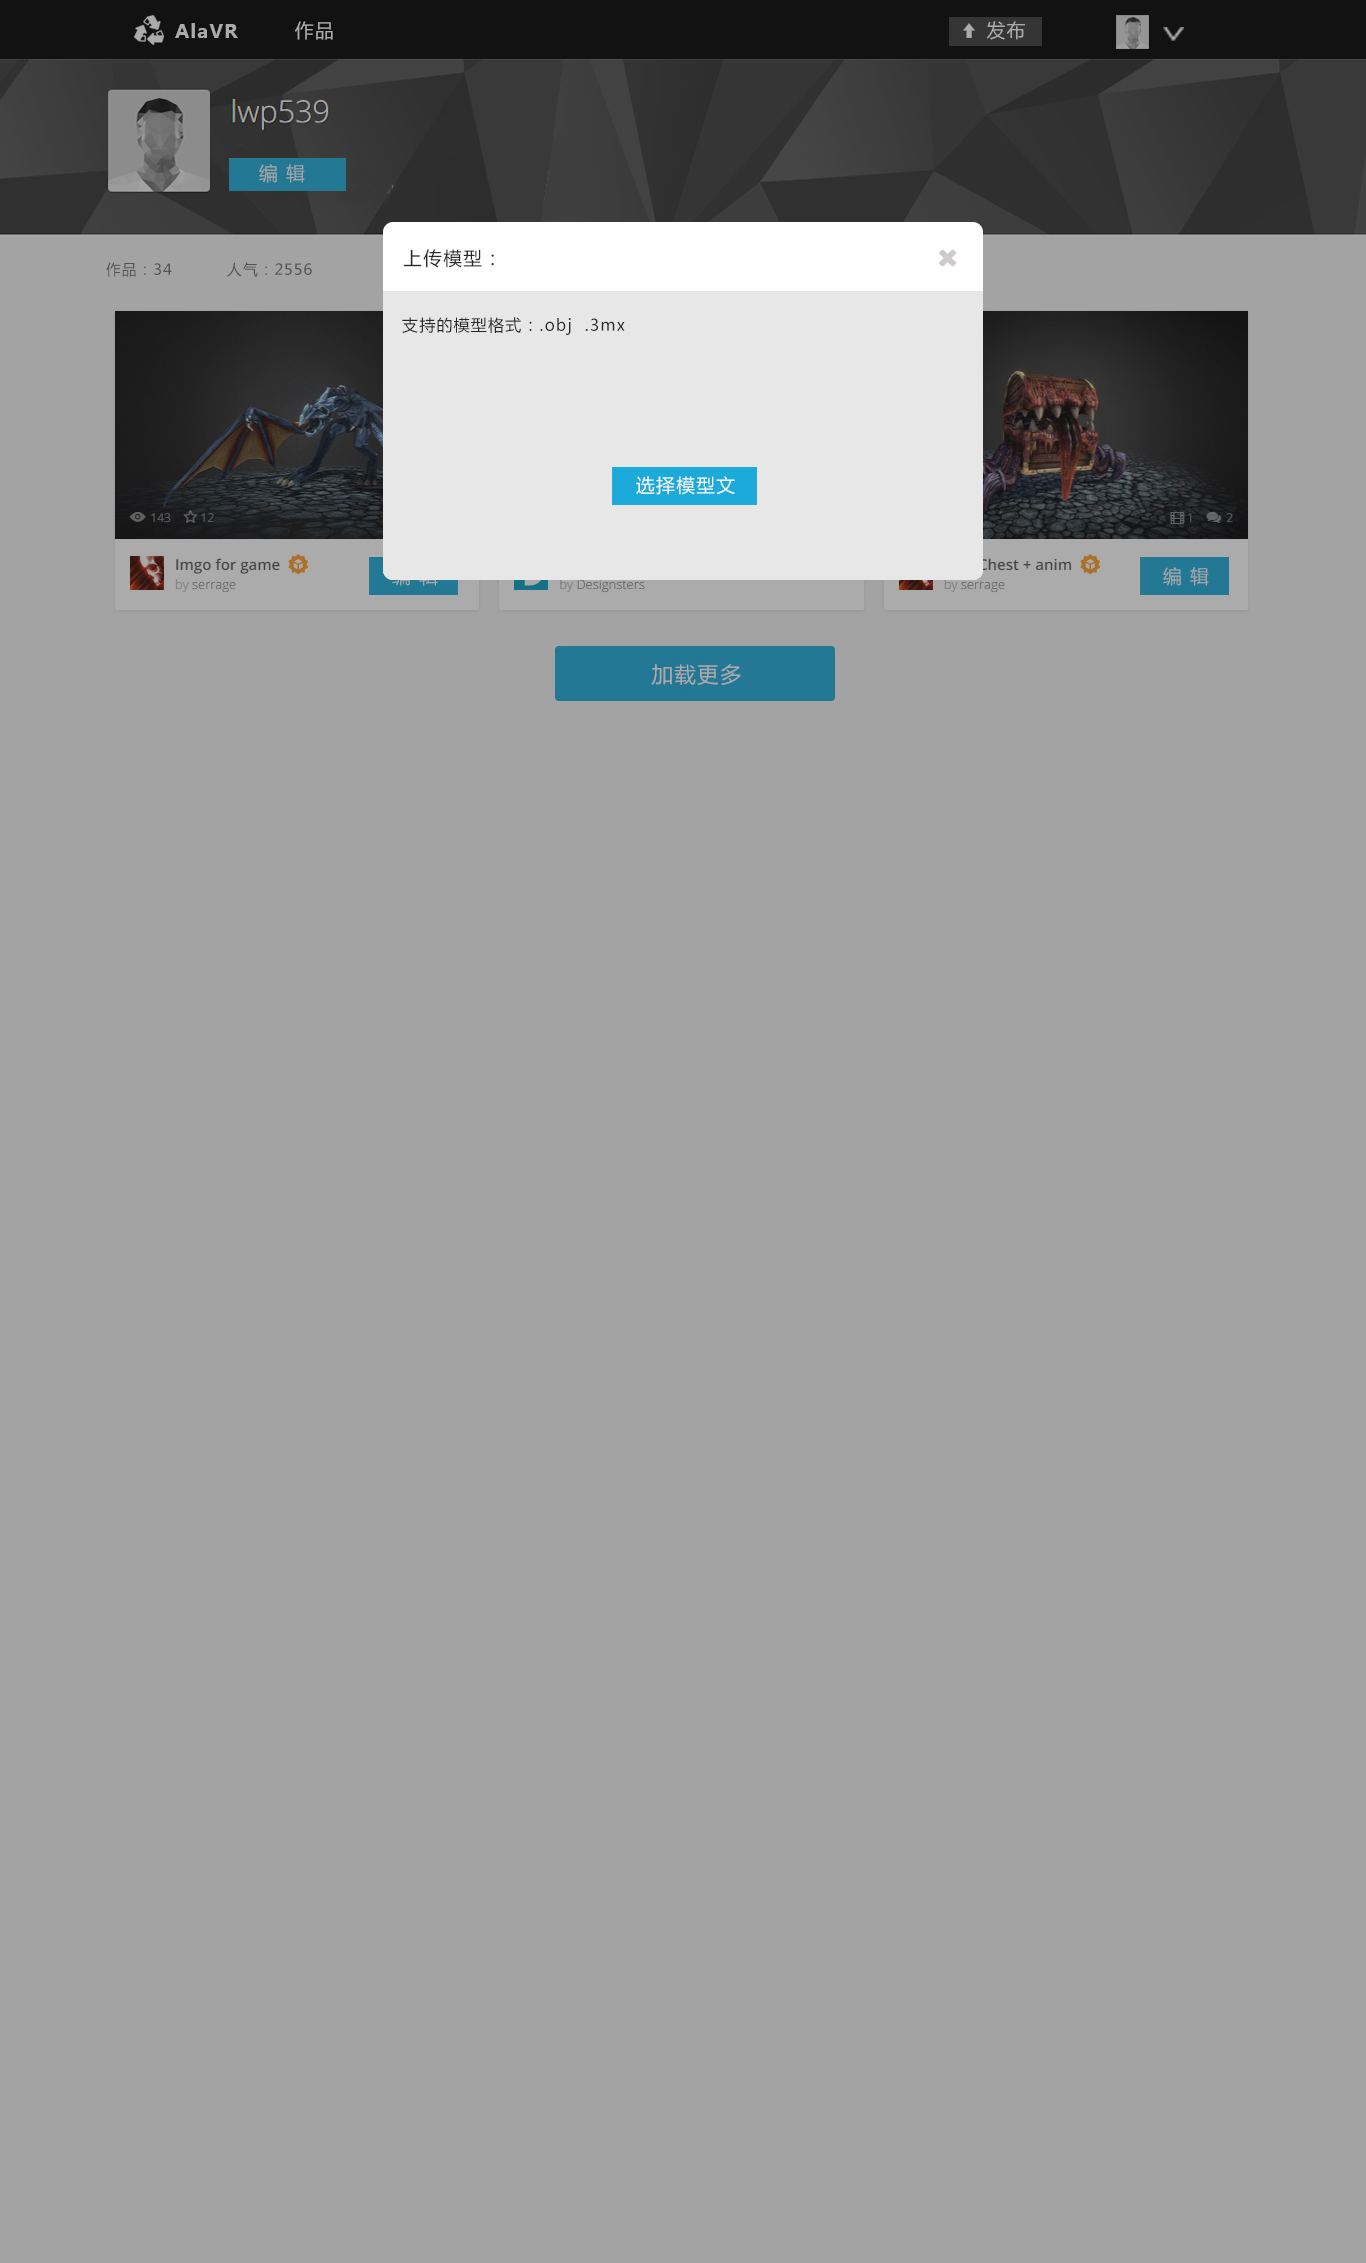 AlaVR
作品
发布
lwp539
编 辑
作品：34
人气：2556
上传模型：
支持的模型格式：.obj .3mx
选择模型文
143
12
1
2
Imgo for game
by serrage
编 辑
by Designsters
Chest + anim
by serrage
编 辑
加载更多